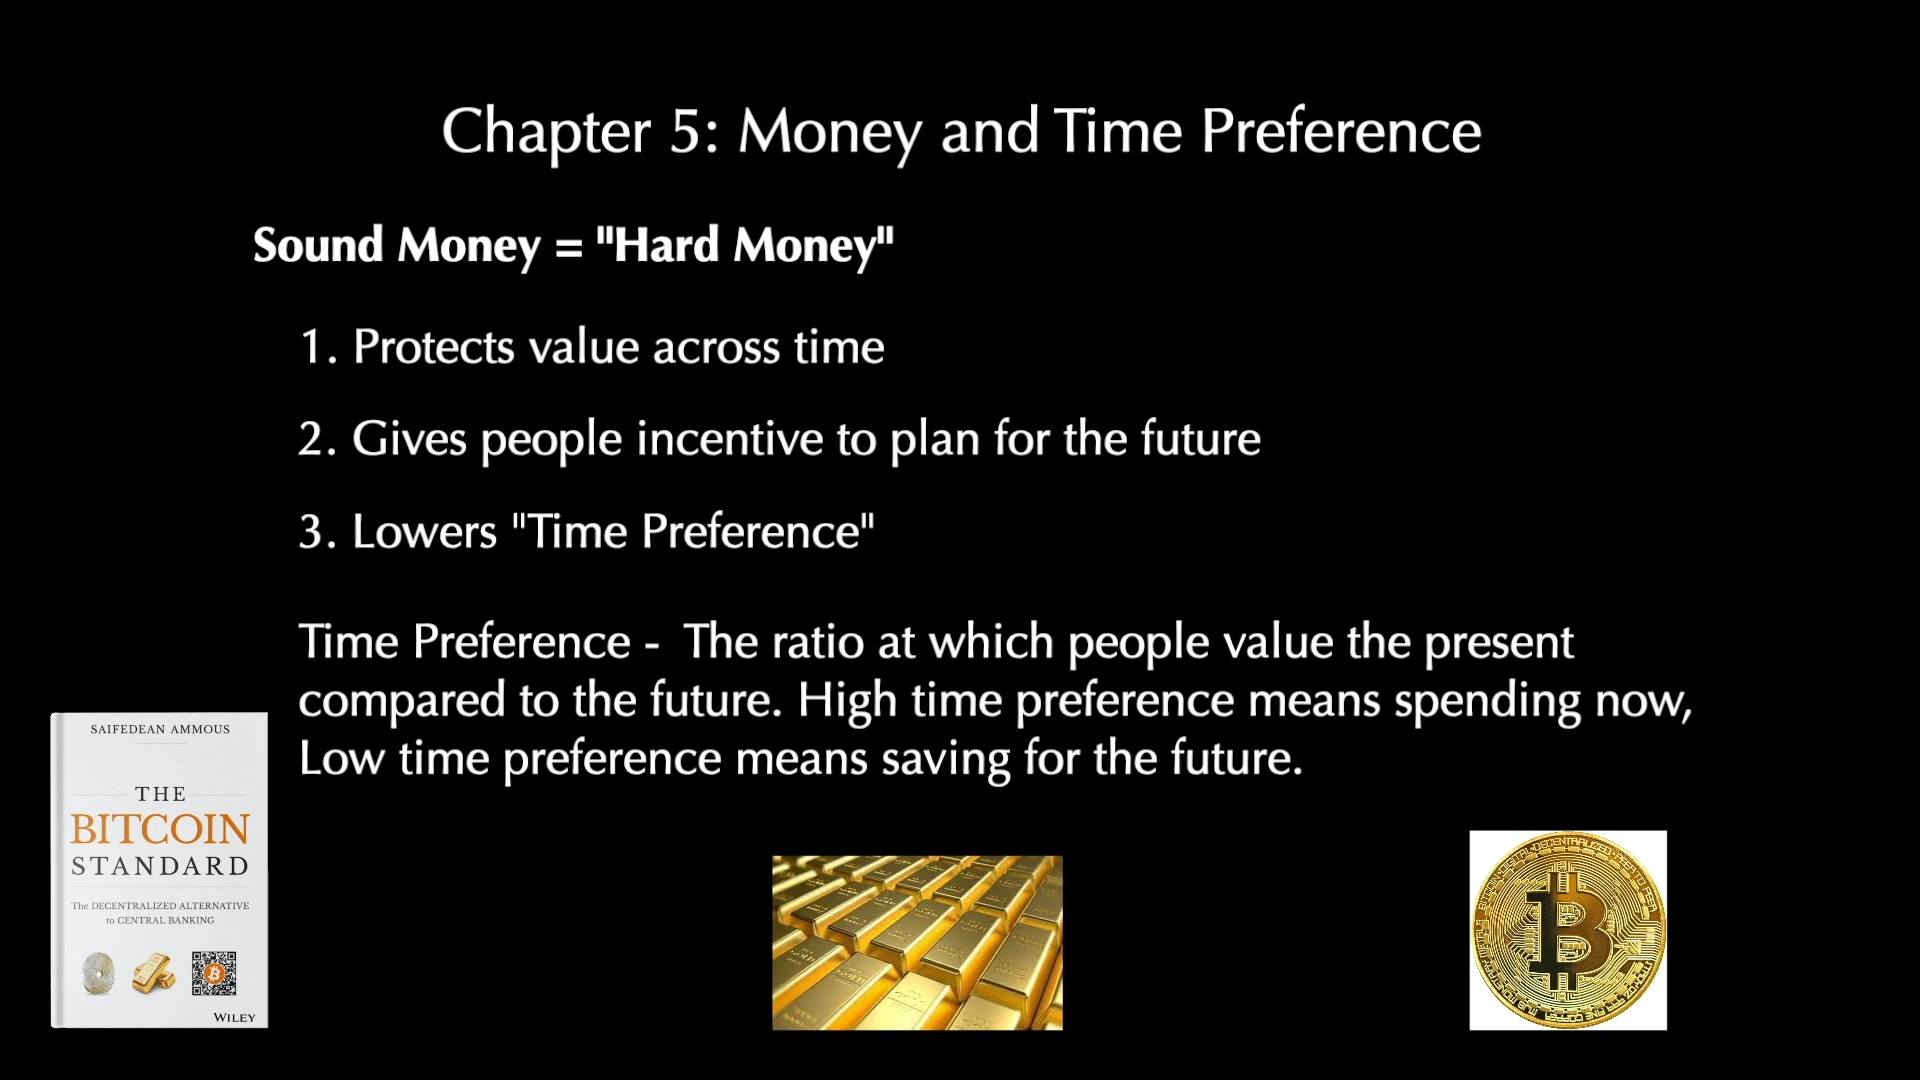 Chapter 5: Money and Time Preference
Sound Money = "Hard Money"
1. Protects value across time
2. Gives people incentive to plan for the future
3. Lowers "Time Preference"
Time Preference -  The ratio at which people value the present
compared to the future. High time preference means spending now,
Low time preference means saving for the future.
SAIFEDEAN AMMOUS
THE
BITCOIN
STANDARD
The DECENTRALIZED ALTERNATIVE
to CENTRAL BANKING
WILEY